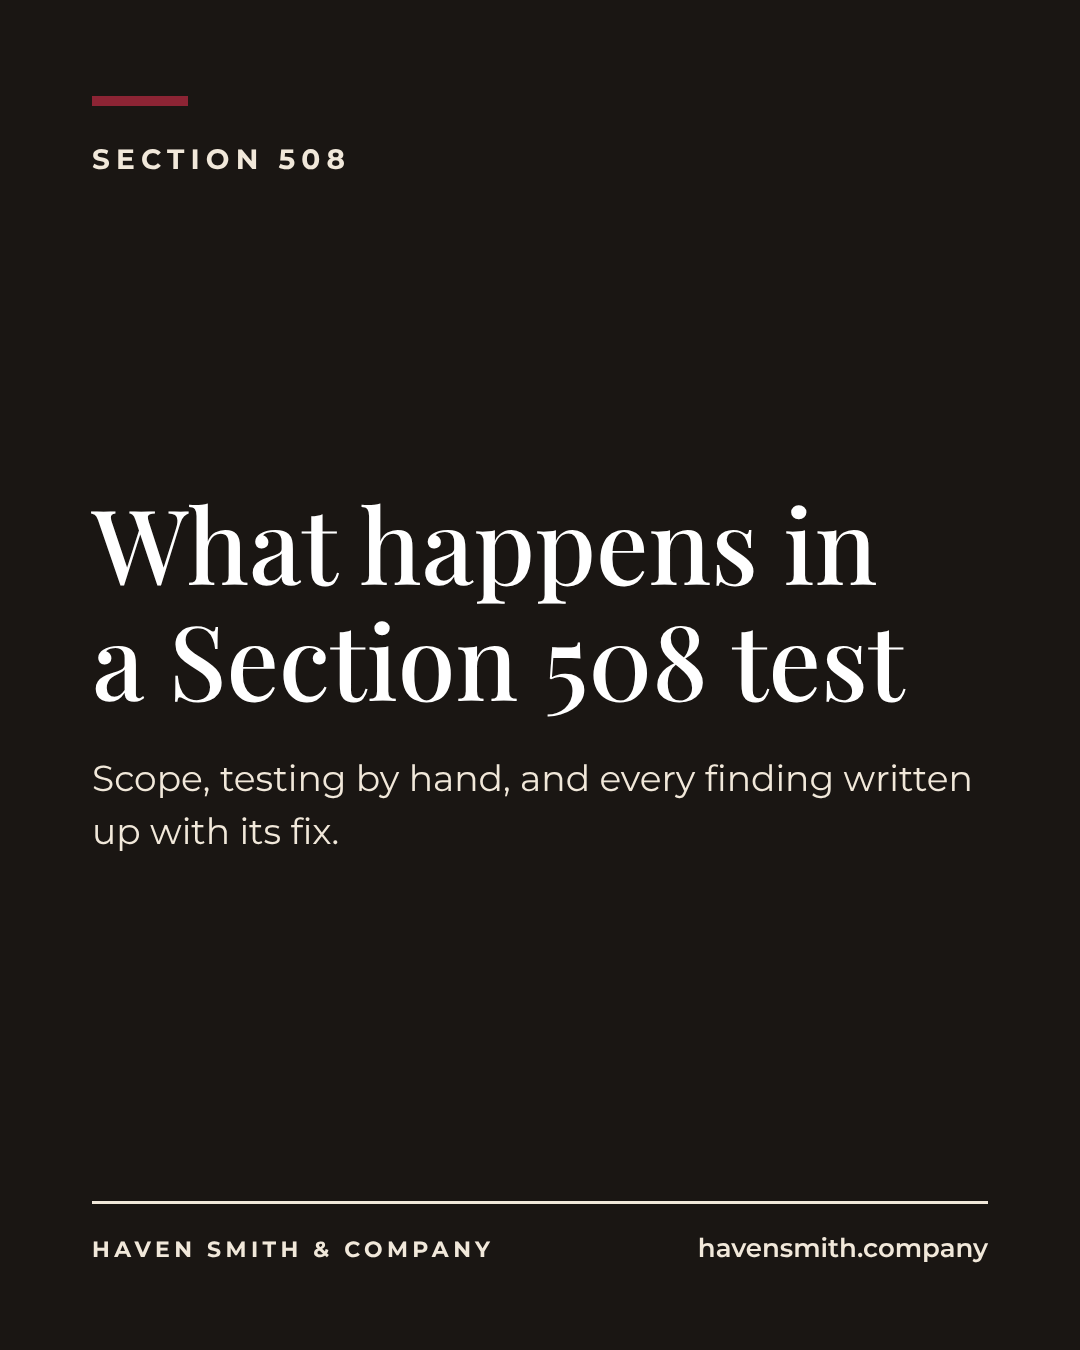 SECTION 508
What happens in
a Section 508 test
Scope, testing by hand, and every finding written
up with its fix.
HAVEN SMITH & COMPANY
havensmith.company